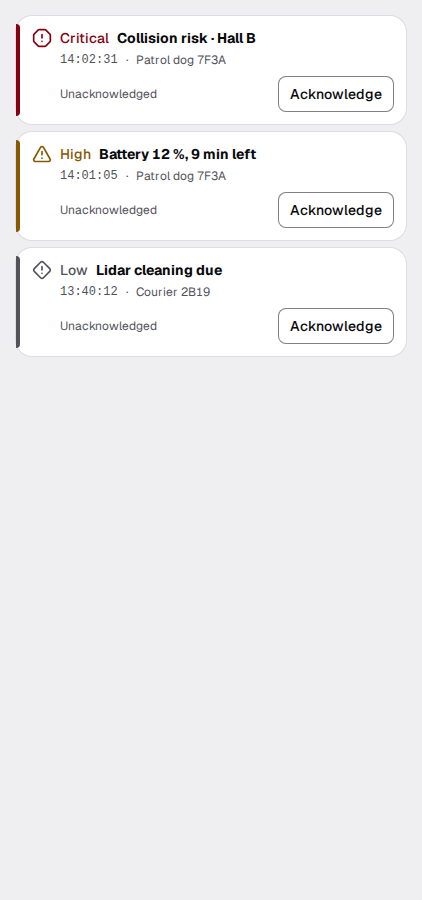 Critical Collision risk · Hall B
14:02:31 · Patrol dog 7F3A
Unacknowledged Acknowledge
High Battery 12 %, 9 min left
14:01:05 · Patrol dog 7F3A
Unacknowledged Acknowledge
Low Lidar cleaning due
13:40:12 · Courier 2B19
Unacknowledged Acknowledge